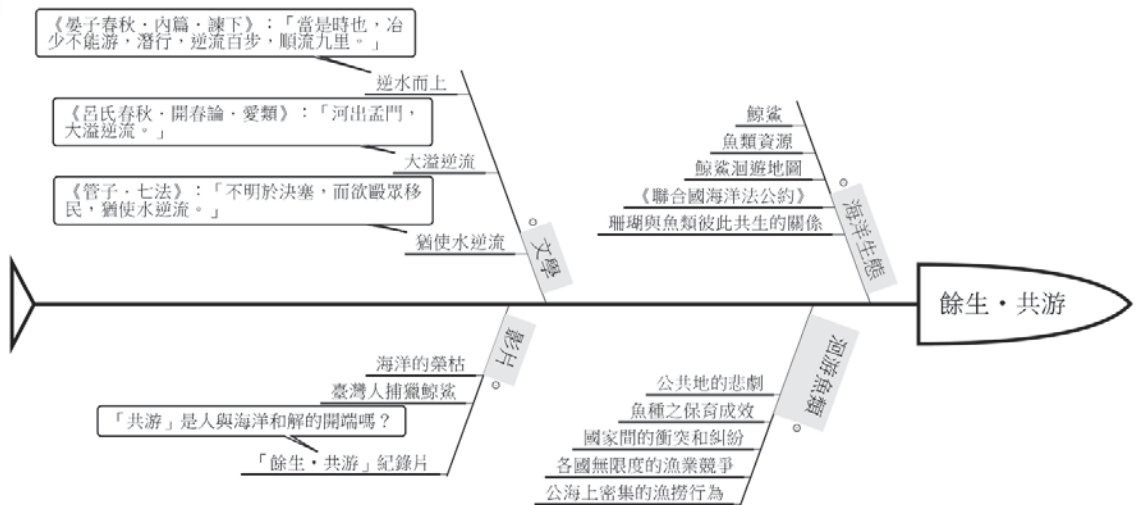 《晏子春秋‧內篇‧諫下》:「當是時也,冶
少不能游,潛行,逆流百步,順流九里。」
逆水而上
《呂氏春秋‧開春論‧愛類》:「河出孟門,
大溢逆流。」
大溢逆流
《管子‧七法》:「不明於決塞,而欲毆眾移
民,猶使水逆流。」
猶使水逆流
文學
鯨鯊
魚類資源
鯨鯊洄遊地圖
《聯合國海洋法公約》
珊瑚與魚類彼此共生的關係
海洋生態
餘生‧共游
影片
海洋的榮枯
臺灣人捕獵鯨鯊
「共游」是人與海洋和解的開端嗎?
「餘生‧共游」紀錄片
洄游魚類
公共地的悲劇
魚種之保育成效
國家間的衝突和糾紛
各國無限度的漁業競爭
公海上密集的漁撈行為